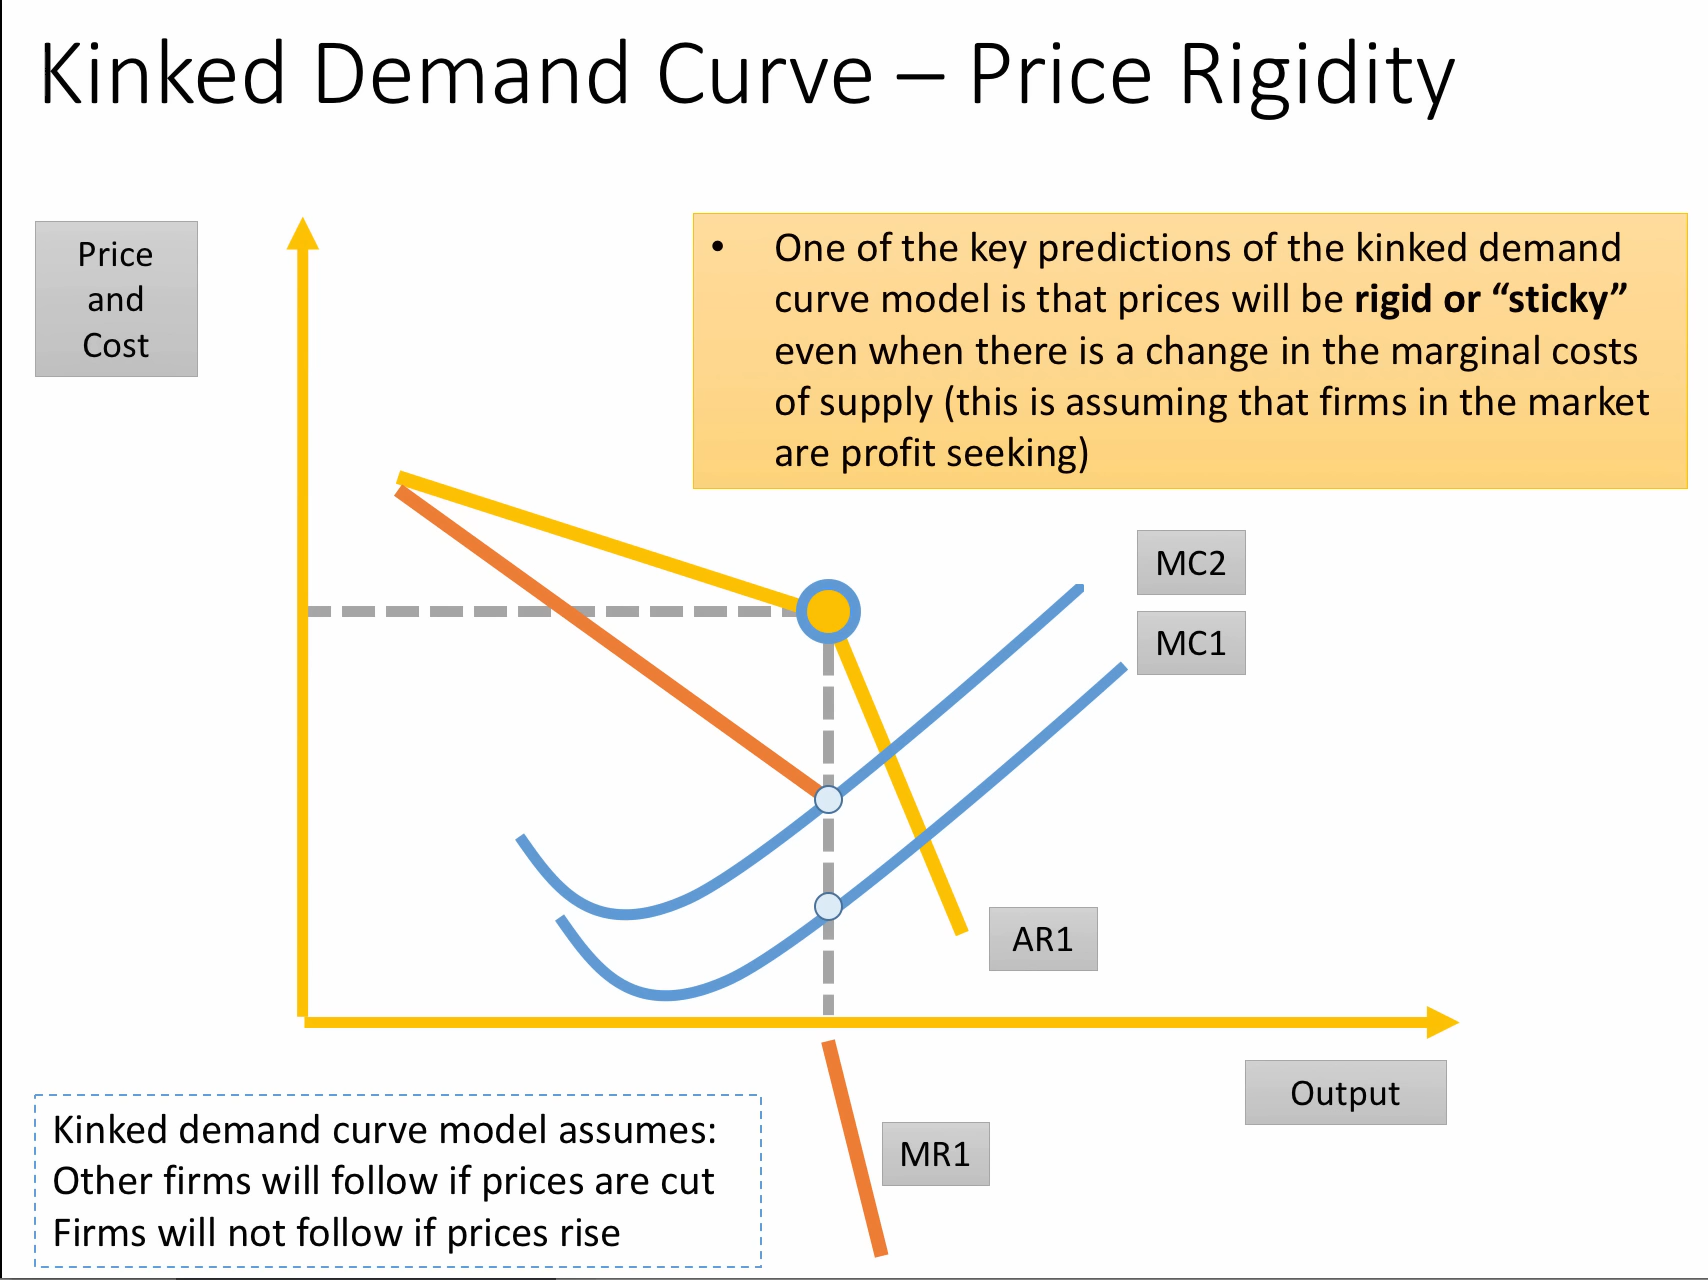 Kinked Demand Curve – Price Rigidity
Price
and
Cost
• One of the key predictions of the kinked demand
curve model is that prices will be rigid or “sticky”
even when there is a change in the marginal costs
of supply (this is assuming that firms in the market
are profit seeking)
MC2
MC1
AR1
Output
MR1
Kinked demand curve model assumes:
Other firms will follow if prices are cut
Firms will not follow if prices rise